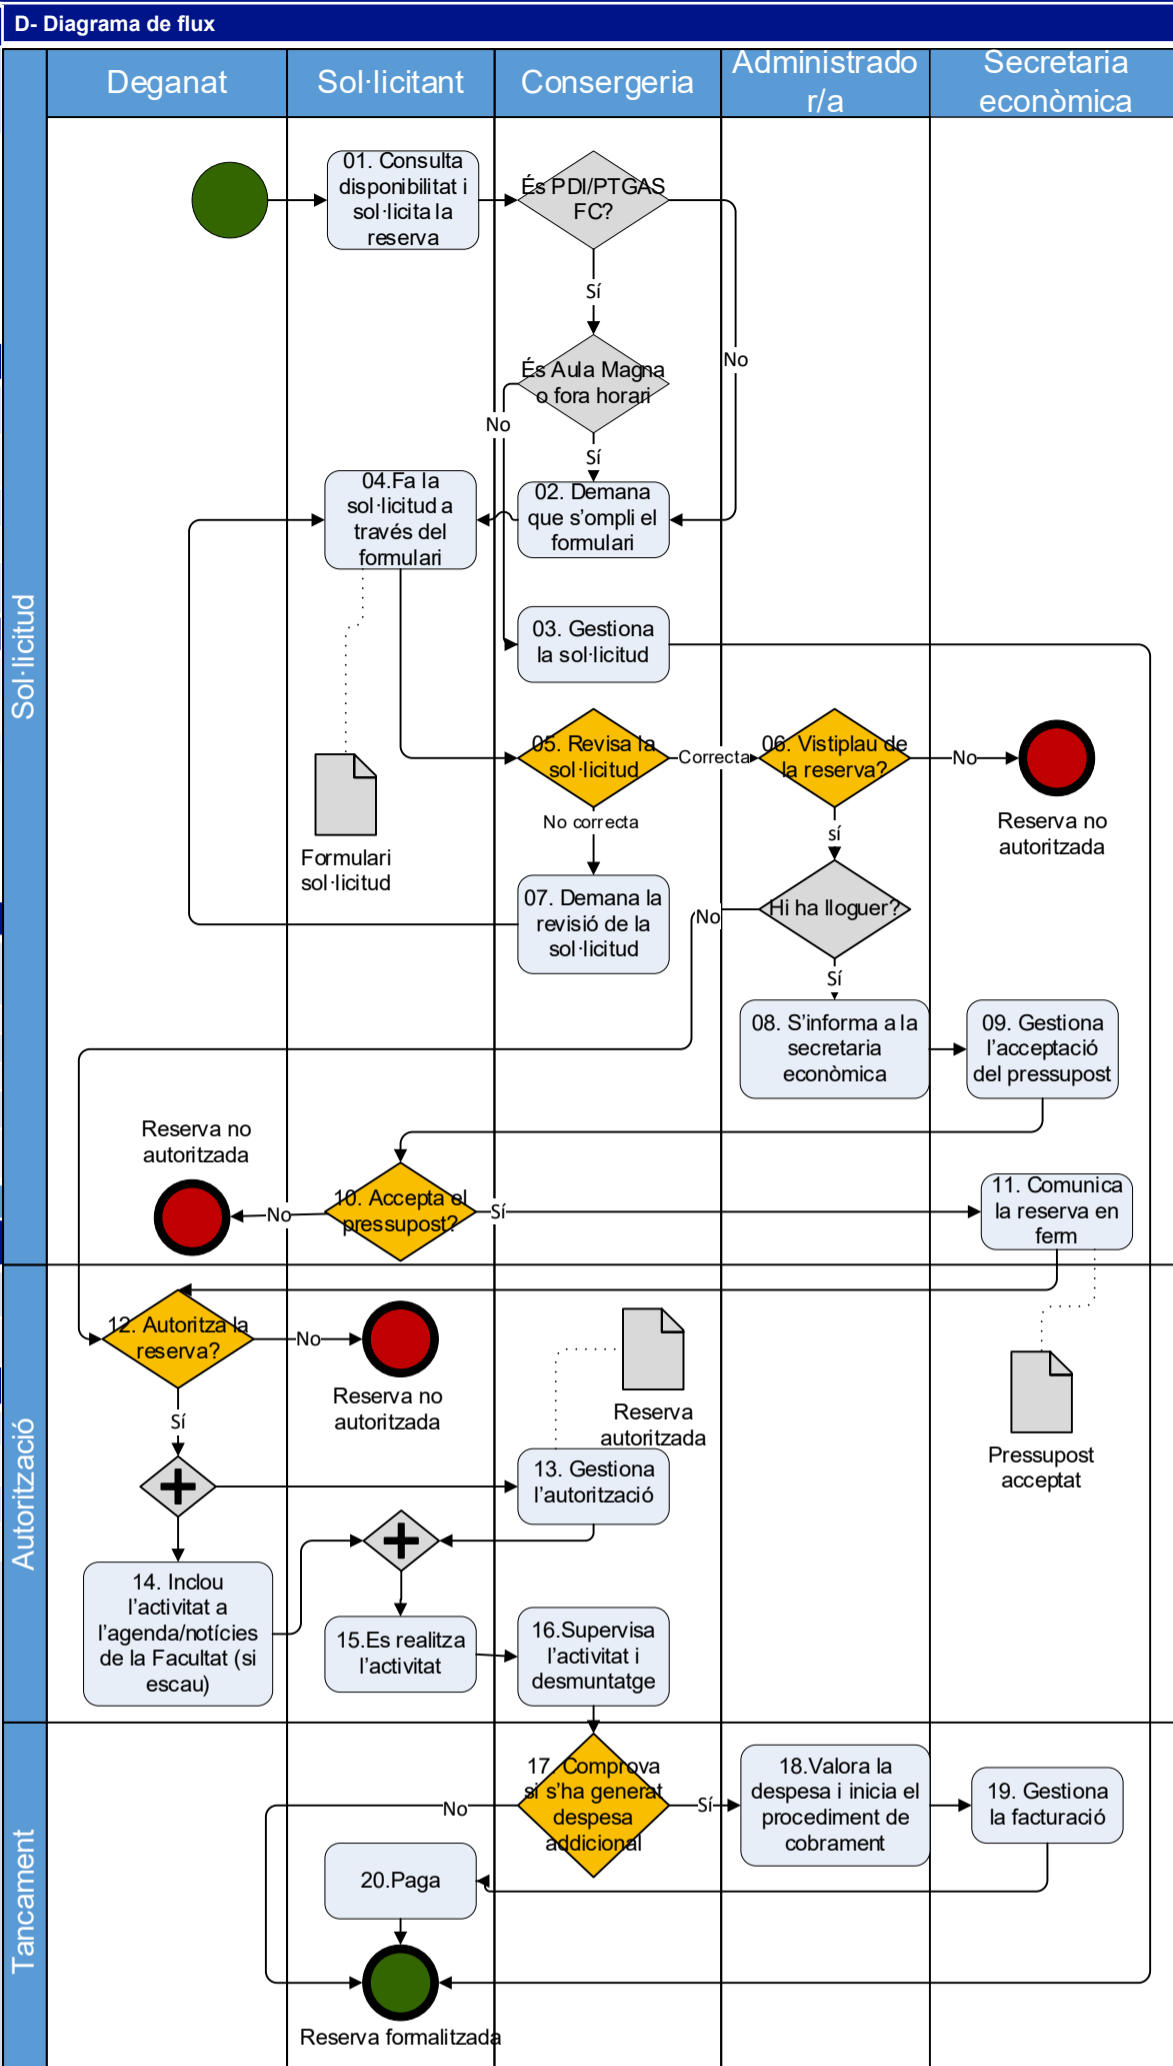 D- Diagrama de flux
Deganat
Sol·licitant
Consergeria
Administrado
r/a
Secretaria
econòmica
Sol·licitud
01. Consulta
disponibilitat i
sol·licita la
reserva
És PDI/PTGAS
FC?
Sí
No
És Aula Magna
o fora horari
No
Sí
04.Fa la
sol·licitud a
través del
formulari
02. Demana
que s’ompli el
formulari
03. Gestiona
la sol·licitud
05. Revisa la
sol·licitud
Correcta
06. Vistiplau de
la reserva?
No
Reserva no
autoritzada
No correcta
sí
Formulari
sol·licitud
07. Demana la
revisió de la
sol·licitud
No
Hi ha lloguer?
Sí
08. S’informa a la
secretaria
econòmica
09. Gestiona
l’acceptació
del pressupost
Reserva no
autoritzada
No
10. Accepta el
pressupost?
Sí
11. Comunica
la reserva en
ferm
Autorització
12. Autoritza la
reserva?
No
Reserva no
autoritzada
Sí
Reserva
autoritzada
Pressupost
acceptat
13. Gestiona
l’autorització
14. Inclou
l’activitat a
l’agenda/notícies
de la Facultat (si
escau)
15.Es realitza
l’activitat
16.Supervisa
l’activitat i
desmuntatge
Tancament
17. Comprova
si s’ha generat
despesa
addicional
No
Sí
18.Valora la
despesa i inicia el
procediment de
cobrament
19. Gestiona
la facturació
20.Paga
Reserva formalitzada